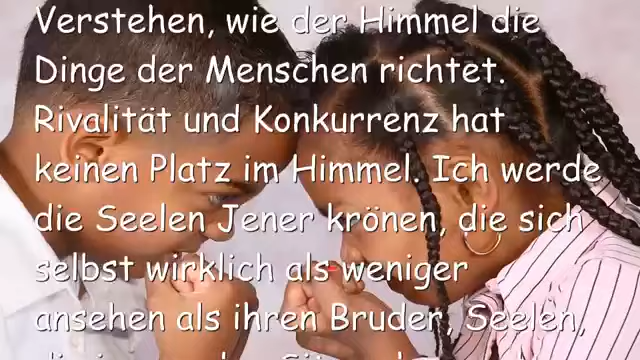 Verstehen, wie der Himmel die
Dinge der Menschen richtet.
Rivalität und Konkurrenz hat
keinen Platz im Himmel. Ich werde
die Seelen Jener krönen, die sich
selbst wirklich als weniger
ansehen als ihren Bruder, Seelen,